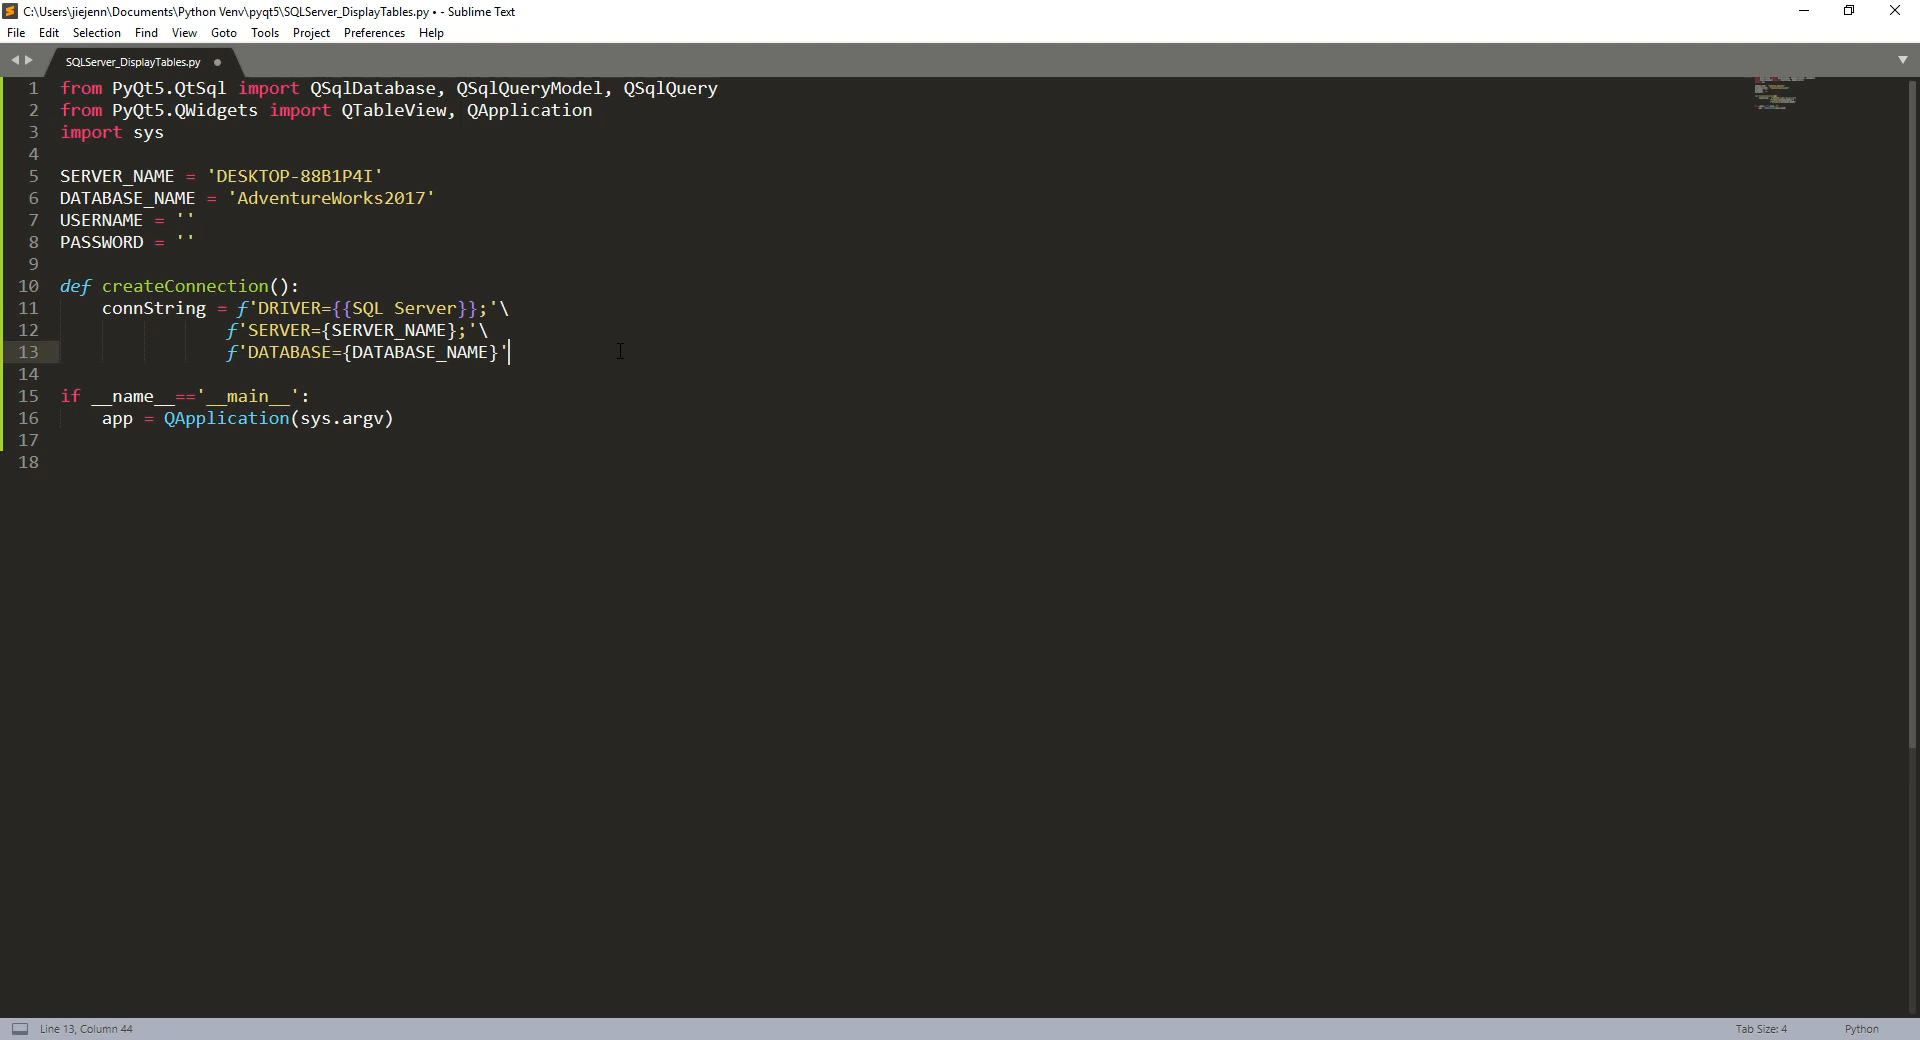 C:\Users\jiejenn\Documents\Python Venv\pyqt5\SQLServer_DisplayTables.py • - Sublime Text
File Edit Selection Find View Goto Tools Project Preferences Help
SQLServer_DisplayTables.py
1 from PyQt5.QtSql import QSqlDatabase, QSqlQueryModel, QSqlQuery
2 from PyQt5.QWidgets import QTableView, QApplication
3 import sys
4
5 SERVER_NAME = 'DESKTOP-88B1P4I'
6 DATABASE_NAME = 'AdventureWorks2017'
7 USERNAME = ''
8 PASSWORD = ''
9
10 def createConnection():
11 connString = f'DRIVER={{SQL Server}};'\
12 f'SERVER={SERVER_NAME};'\
13 f'DATABASE={DATABASE_NAME}'
14
15 if __name__=='__main__':
16 app = QApplication(sys.argv)
17
18
Line 13, Column 44 Tab Size: 4 Python